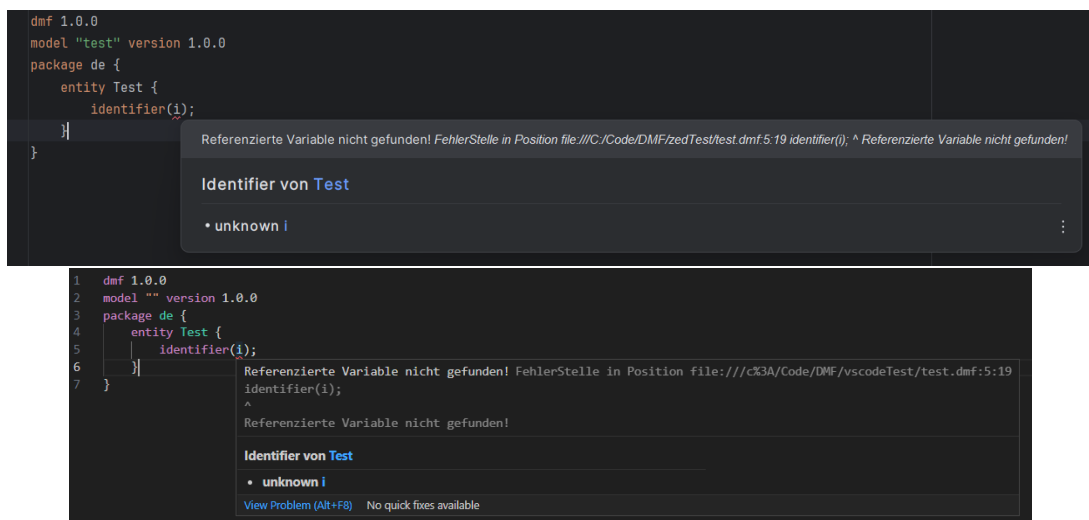 dmf 1.0.0
model "test" version 1.0.0
package de {
entity Test {
identifier(i);
}
}
Referenzierte Variable nicht gefunden! FehlerStelle in Position file:///C:/Code/DMF/zedTest/test.dmf:5:19 identifier(i); ^ Referenzierte Variable nicht gefunden!
Identifier von Test
• unknown i
1 dmf 1.0.0
2 model "" version 1.0.0
3 package de {
4 entity Test {
5 identifier(i);
6 }
7 }
Referenzierte Variable nicht gefunden! FehlerStelle in Position file:///c%3A/Code/DMF/vscodeTest/test.dmf:5:19
identifier(i);
^
Referenzierte Variable nicht gefunden!
Identifier von Test
• unknown i
View Problem (Alt+F8) No quick fixes available